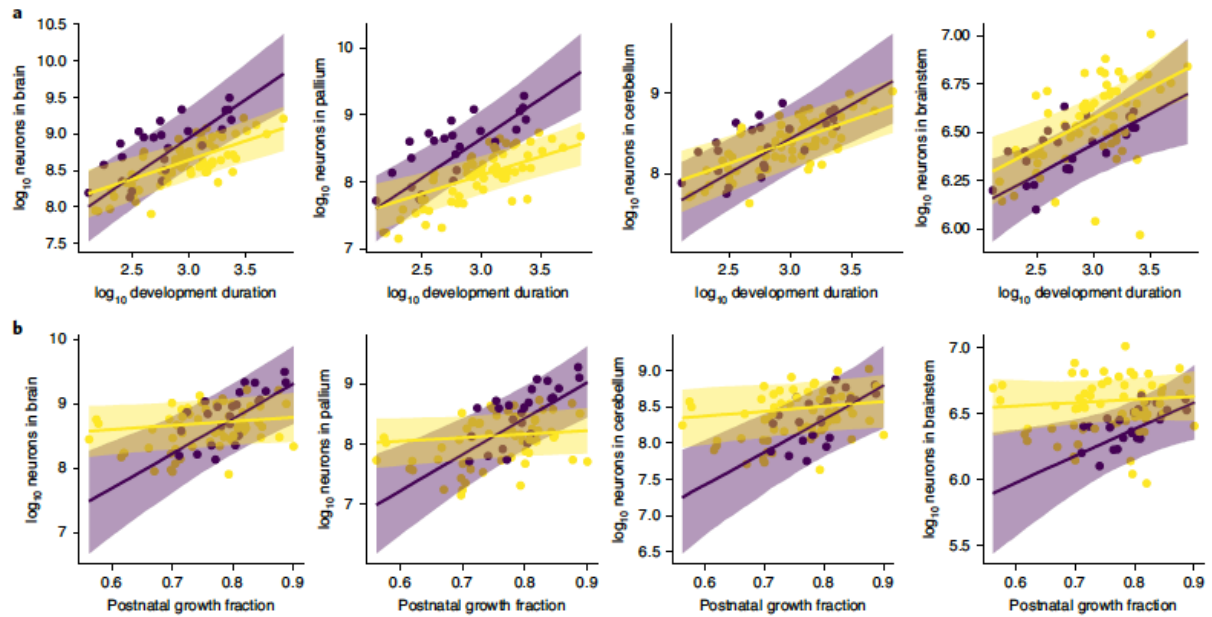 a
log10 neurons in brain
10.5
10.0
9.5
9.0
8.5
8.0
7.5
2.5 3.0 3.5
log10 development duration
log10 neurons in pallium
10
9
8
7
2.5 3.0 3.5
log10 development duration
log10 neurons in cerebellum
9
8
2.5 3.0 3.5
log10 development duration
log10 neurons in brainstem
7.00
6.75
6.50
6.25
6.00
2.5 3.0 3.5
log10 development duration
b
log10 neurons in brain
10
9
8
7
0.6 0.7 0.8 0.9
Postnatal growth fraction
log10 neurons in pallium
9
8
7
0.6 0.7 0.8 0.9
Postnatal growth fraction
log10 neurons in cerebellum
9.0
8.5
8.0
7.5
7.0
6.5
0.6 0.7 0.8 0.9
Postnatal growth fraction
log10 neurons in brainstem
7.0
6.5
6.0
5.5
0.6 0.7 0.8 0.9
Postnatal growth fraction